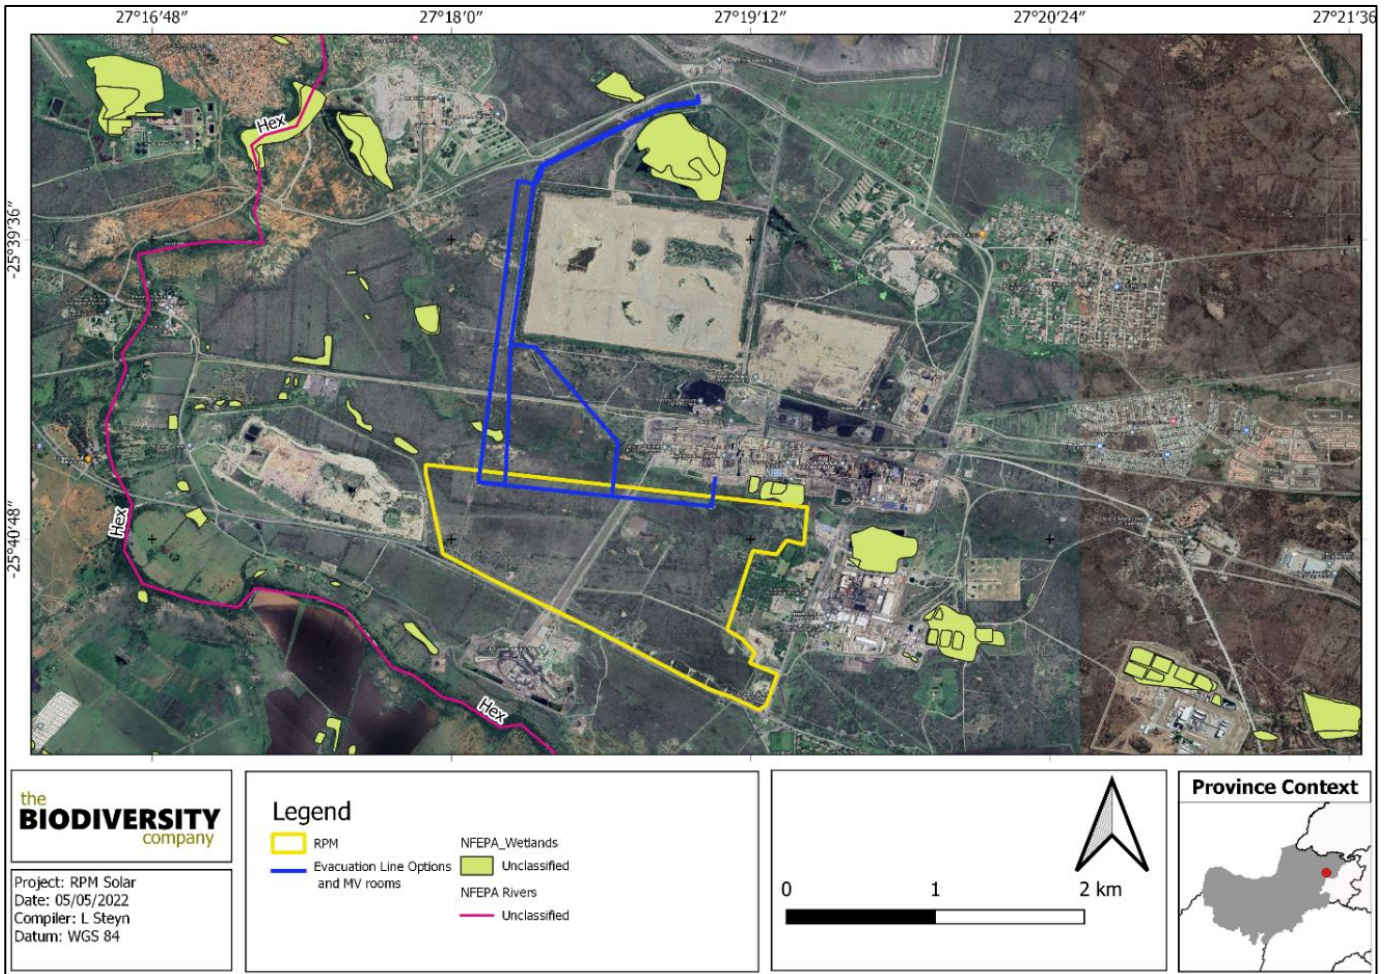 27°16′48″
27°18′0″
27°19′12″
27°20′24″
27°21′36″
-25°39′36″
-25°40′48″
Hex
Hex
Hex
the
BIODIVERSITY
company
Project: RPM Solar
Date: 05/05/2022
Compiler: L Steyn
Datum: WGS 84
Legend
RPM
Evacuation Line Options
and MV rooms
NFEPA_Wetlands
Unclassified
NFEPA Rivers
Unclassified
0
1
2 km
Province Context